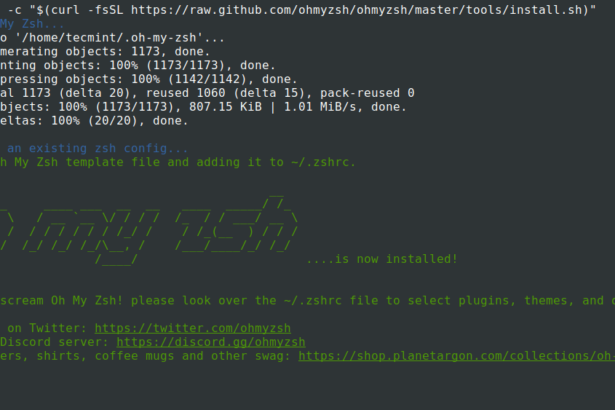 -c "$(curl -fsSL https://raw.github.com/ohmyzsh/ohmyzsh/master/tools/install.sh)"
My Zsh...
o '/home/tecmint/.oh-my-zsh'...
merating objects: 1173, done.
nting objects: 100% (1173/1173), done.
pressing objects: 100% (1142/1142), done.
al 1173 (delta 20), reused 1060 (delta 15), pack-reused 0
bjects: 100% (1173/1173), 807.15 KiB | 1.01 MiB/s, done.
eltas: 100% (20/20), done.
an existing zsh config...
h My Zsh template file and adding it to ~/.zshrc.
my zsh
....is now installed!
scream Oh My Zsh! please look over the ~/.zshrc file to select plugins, themes, and
on Twitter: https://twitter.com/ohmyzsh
Discord server: https://discord.gg/ohmyzsh
ers, shirts, coffee mugs and other swag: https://shop.planetargon.com/collections/oh-